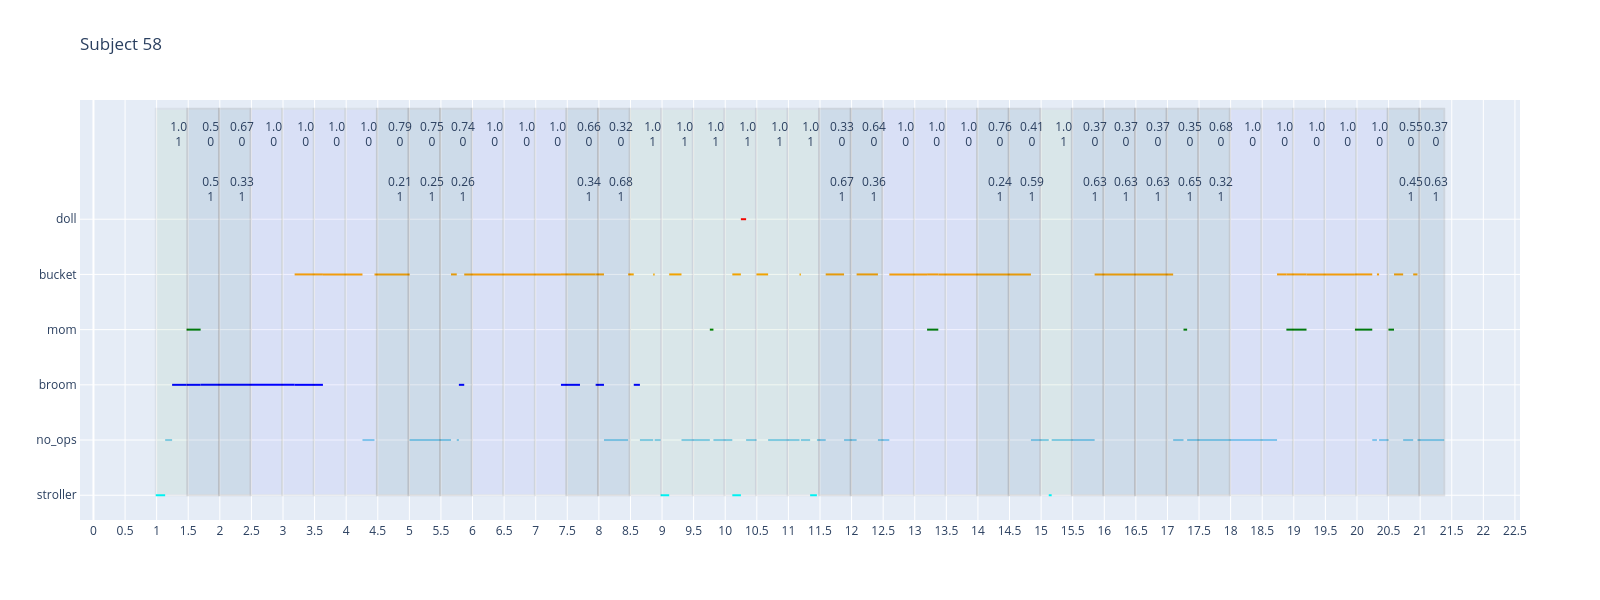 Subject 58
1.0 0.5 0.67 1.0 1.0 1.0 1.0 0.79 0.75 0.74 1.0 1.0 1.0 0.66 0.32 1.0 1.0 1.0 1.0 1.0 1.0 0.33 0.64 1.0 1.0 1.0 0.76 0.41 1.0 0.37 0.37 0.37 0.35 0.68 1.0 1.0 1.0 1.0 1.0 0.55 0.37
1 0 0 0 0 0 0 0 0 0 0 0 0 0 0 1 1 1 1 1 1 0 0 0 0 0 0 0 1 0 0 0 0 0 0 0 0 0 0 0 0
0.5 0.33 0.21 0.25 0.26 0.34 0.68 0.67 0.36 0.24 0.59 0.63 0.63 0.63 0.65 0.32 0.45 0.63
1 1 1 1 1 1 1 1 1 1 1 1 1 1 1 1 1 1
doll
bucket
mom
broom
no_ops
stroller
0 0.5 1 1.5 2 2.5 3 3.5 4 4.5 5 5.5 6 6.5 7 7.5 8 8.5 9 9.5 10 10.5 11 11.5 12 12.5 13 13.5 14 14.5 15 15.5 16 16.5 17 17.5 18 18.5 19 19.5 20 20.5 21 21.5 22 22.5